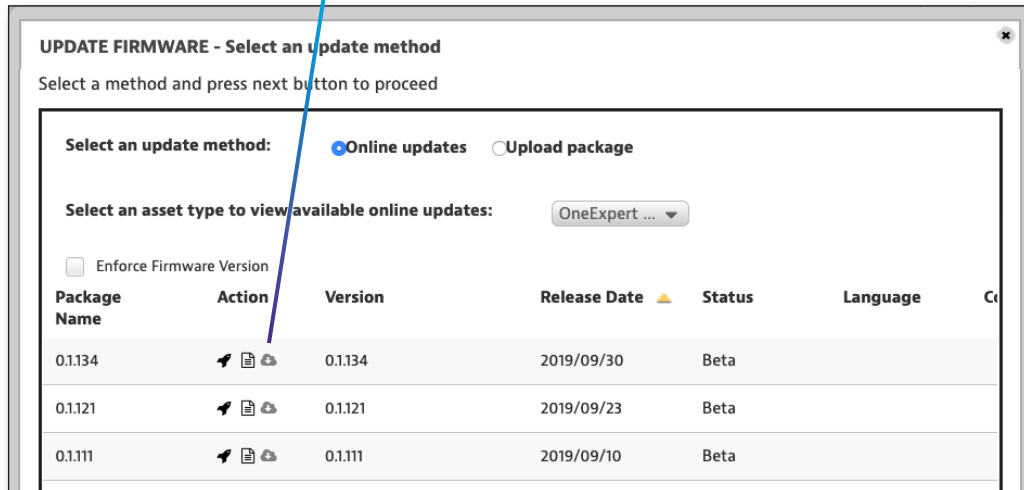 UPDATE FIRMWARE - Select an update method
Select a method and press next button to proceed
Select an update method: Online updates Upload package
Select an asset type to view available online updates: OneExpert ...
Enforce Firmware Version
Package Name Action Version Release Date Status Language
0.1.134 0.1.134 2019/09/30 Beta
0.1.121 0.1.121 2019/09/23 Beta
0.1.111 0.1.111 2019/09/10 Beta